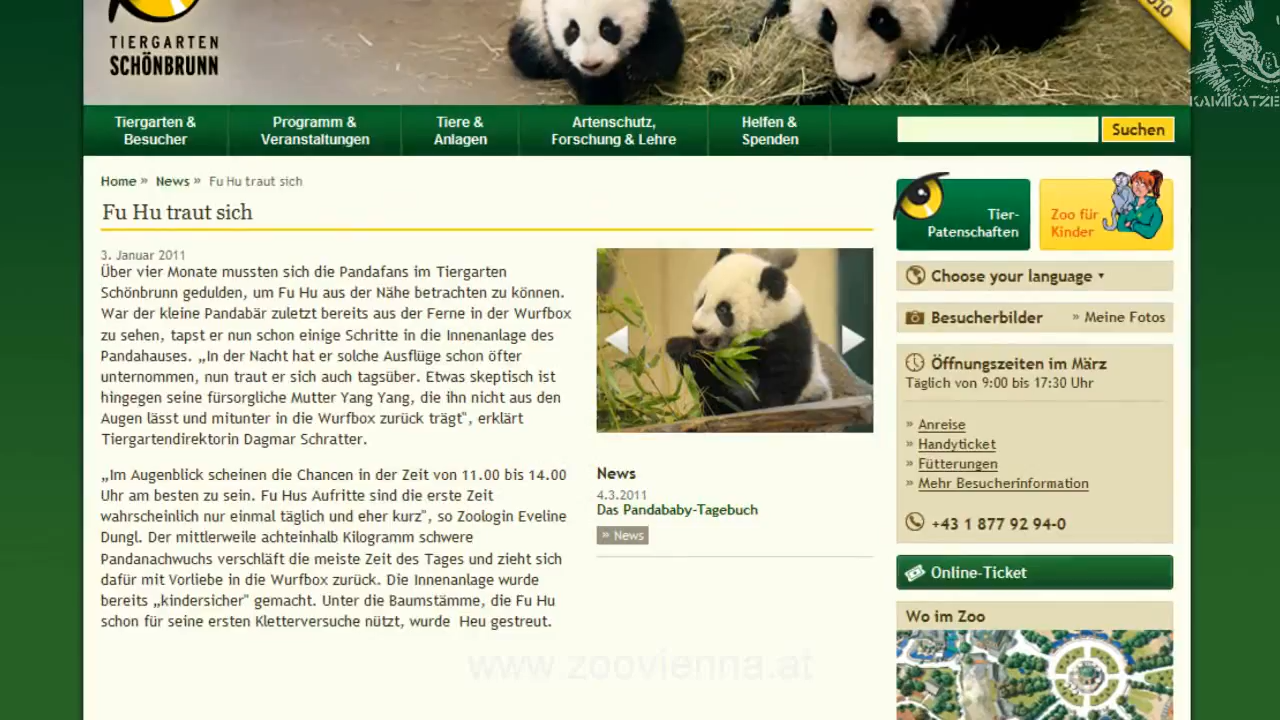 2010
KAMIKATZE
TIERGARTEN
SCHÖNBRUNN
Tiergarten &
Besucher
Programm &
Veranstaltungen
Tiere &
Anlagen
Artenschutz,
Forschung & Lehre
Helfen &
Spenden
Suchen
Home » News » Fu Hu traut sich
Fu Hu traut sich
3. Januar 2011
Über vier Monate mussten sich die Pandafans im Tiergarten
Schönbrunn gedulden, um Fu Hu aus der Nähe betrachten zu können.
War der kleine Pandabär zuletzt bereits aus der Ferne in der Wurfbox
zu sehen, tapst er nun schon einige Schritte in die Innenanlage des
Pandahauses. „In der Nacht hat er solche Ausflüge schon öfter
unternommen, nun traut er sich auch tagsüber. Etwas skeptisch ist
hingegen seine fürsorgliche Mutter Yang Yang, die ihn nicht aus den
Augen lässt und mitunter in die Wurfbox zurück trägt", erklärt
Tiergartendirektorin Dagmar Schratter.
„Im Augenblick scheinen die Chancen in der Zeit von 11.00 bis 14.00
Uhr am besten zu sein. Fu Hus Aufritte sind die erste Zeit
wahrscheinlich nur einmal täglich und eher kurz", so Zoologin Eveline
Dungl. Der mittlerweile achteinhalb Kilogramm schwere
Pandanachwuchs verschläft die meiste Zeit des Tages und zieht sich
dafür mit Vorliebe in die Wurfbox zurück. Die Innenanlage wurde
bereits „kindersicher" gemacht. Unter die Baumstämme, die Fu Hu
schon für seine ersten Kletterversuche nützt, wurde Heu gestreut.
News
4.3.2011
Das Pandababy-Tagebuch
» News
Tier-
Patenschaften
Zoo für
Kinder
Choose your language ▾
Besucherbilder » Meine Fotos
Öffnungszeiten im März
Täglich von 9:00 bis 17:30 Uhr
» Anreise
» Handyticket
» Fütterungen
» Mehr Besucherinformation
+43 1 877 92 94-0
Online-Ticket
Wo im Zoo
www.zoovienna.at